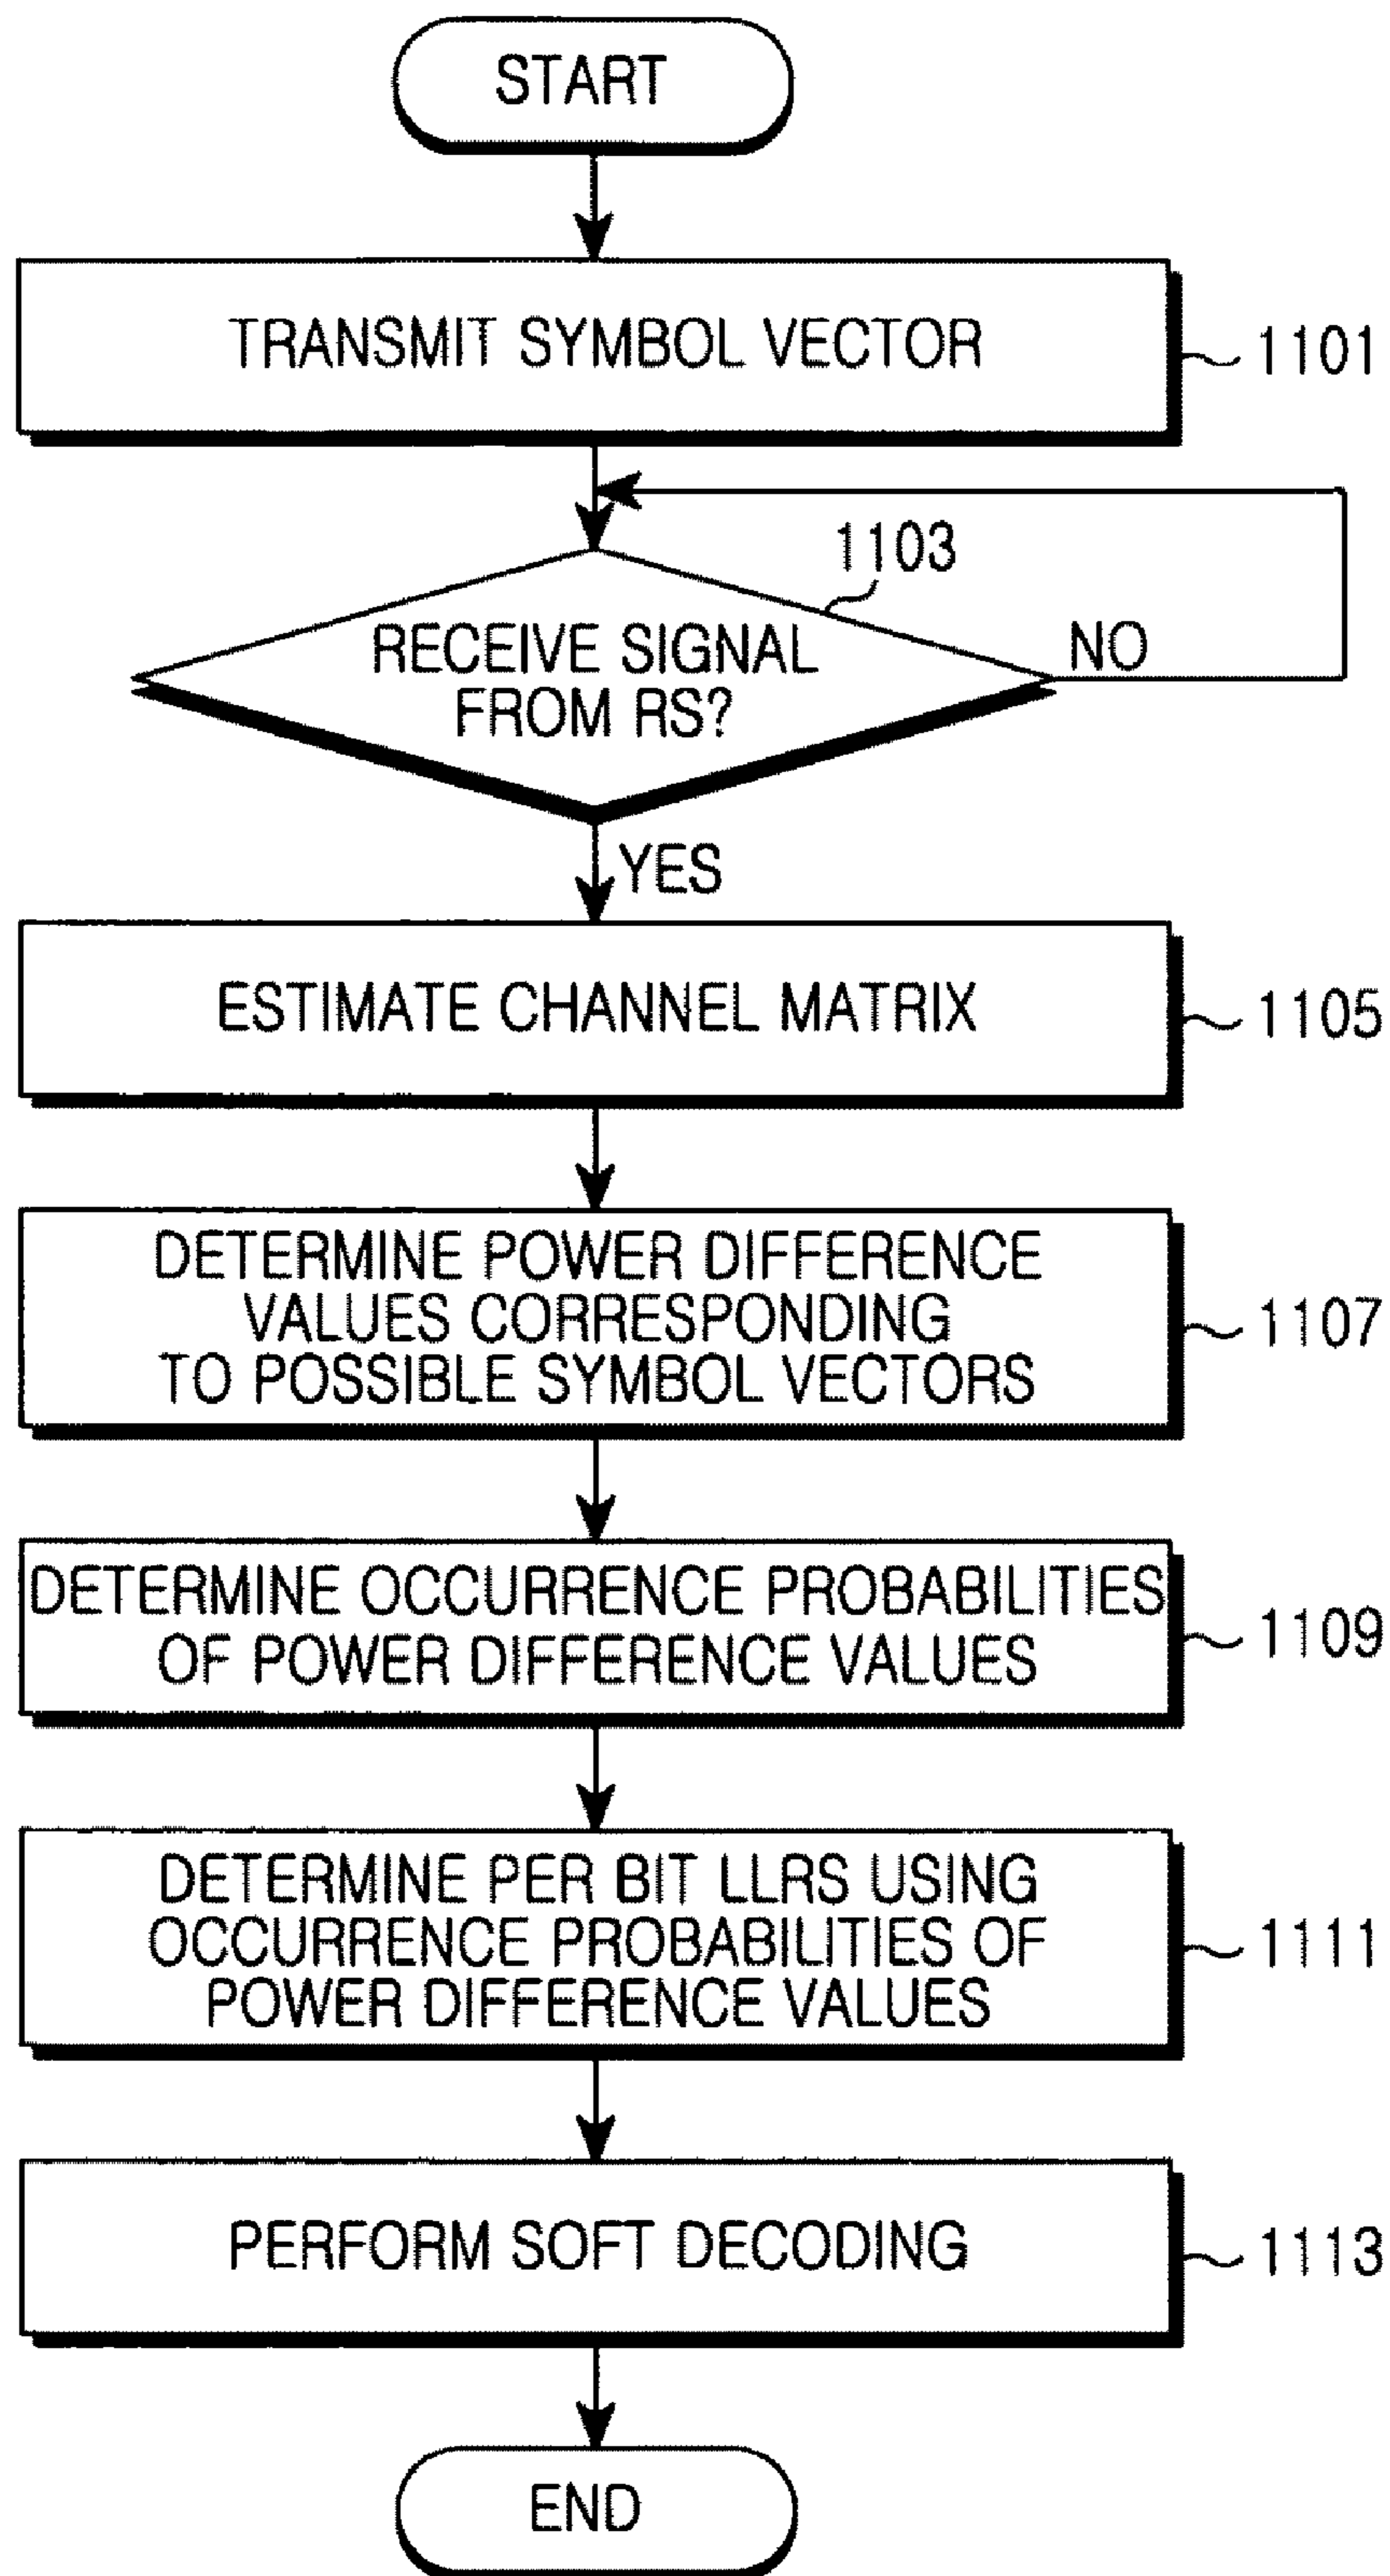 START
TRANSMIT SYMBOL VECTOR
1101
1103
RECEIVE SIGNAL
FROM RS?
NO
YES
ESTIMATE CHANNEL MATRIX
1105
DETERMINE POWER DIFFERENCE
VALUES CORRESPONDING
TO POSSIBLE SYMBOL VECTORS
1107
DETERMINE OCCURRENCE PROBABILITIES
OF POWER DIFFERENCE VALUES
1109
DETERMINE PER BIT LLRS USING
OCCURRENCE PROBABILITIES OF
POWER DIFFERENCE VALUES
1111
PERFORM SOFT DECODING
1113
END